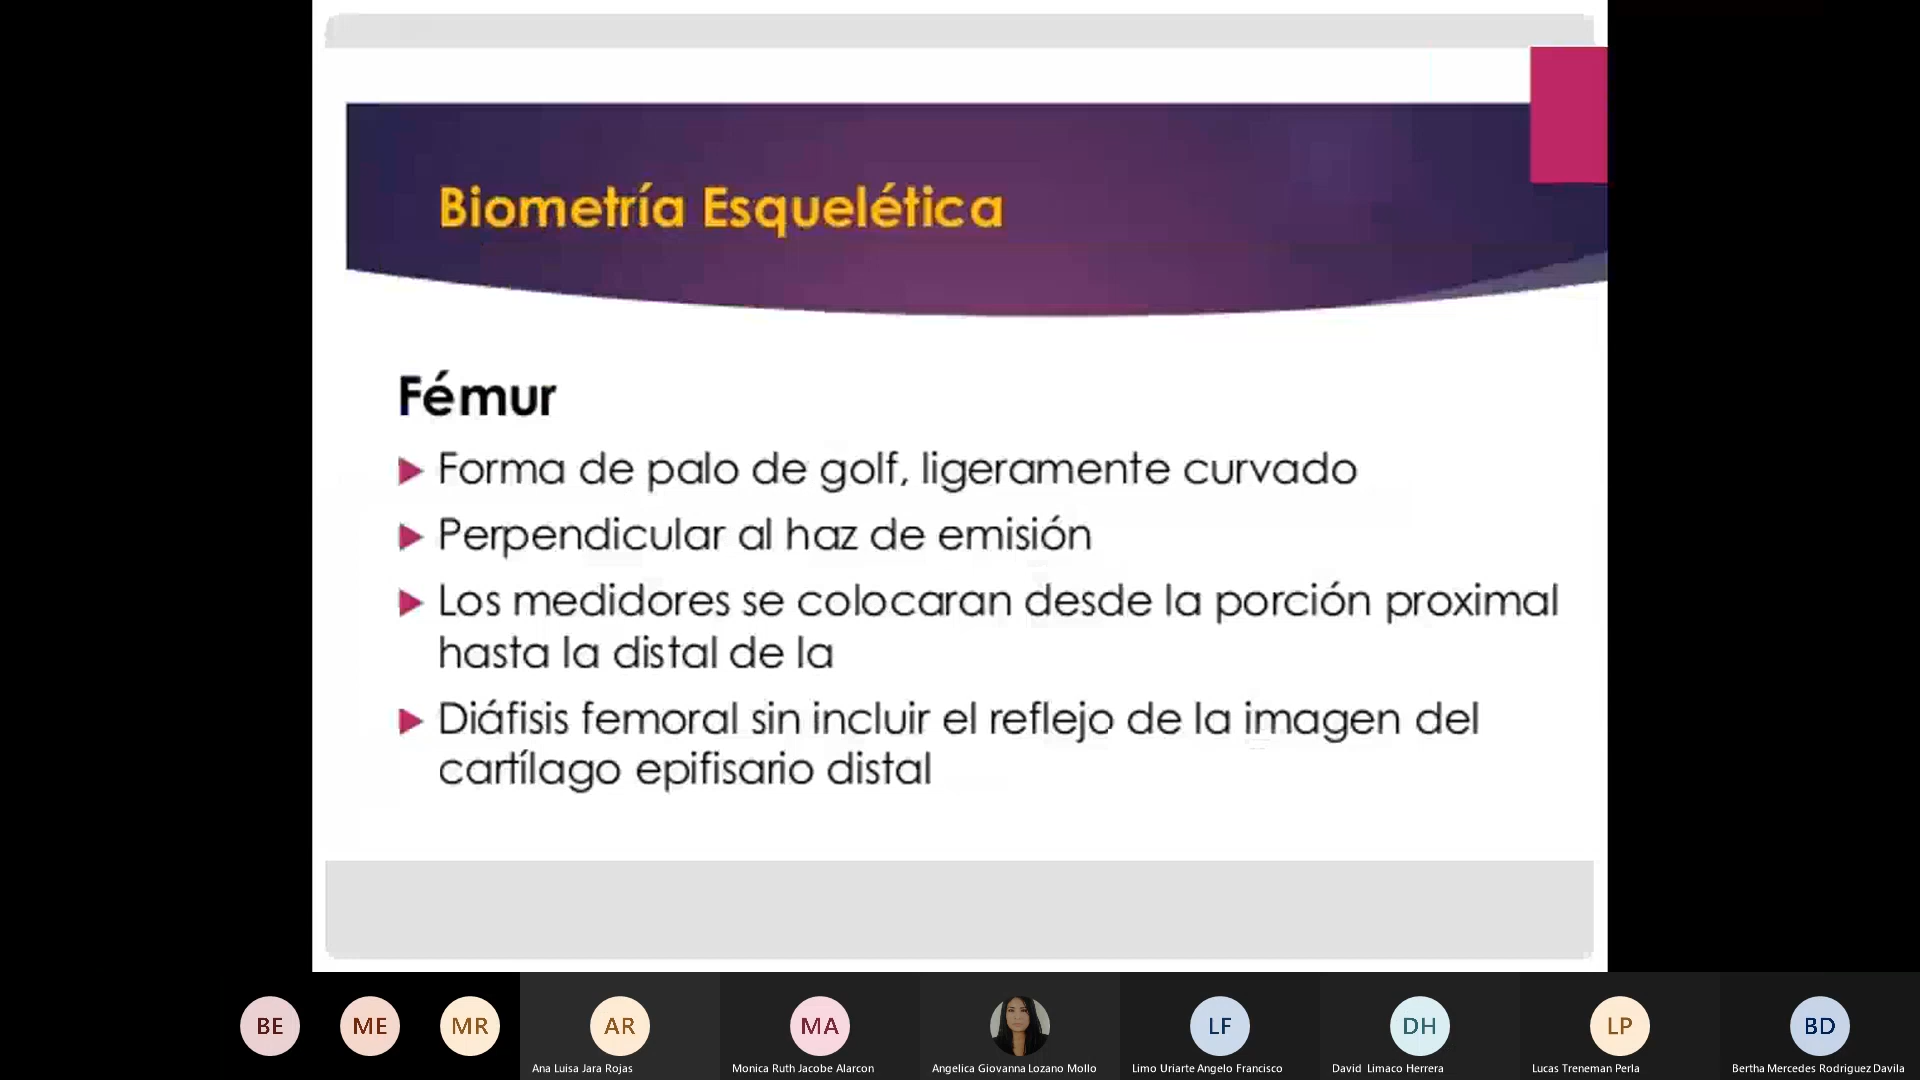 Biometría Esquelética
Fémur
Forma de palo de golf, ligeramente curvado
Perpendicular al haz de emisión
Los medidores se colocaran desde la porción proximal
hasta la distal de la
Diáfisis femoral sin incluir el reflejo de la imagen del
cartílago epifisario distal
BE
ME
MR
AR
MA
LF
DH
LP
BD
Ana Luisa Jara Rojas
Monica Ruth Jacobe Alarcon
Angelica Giovanna Lozano Mollo
Limo Uriarte Angelo Francisco
David Limaco Herrera
Lucas Treneman Perla
Bertha Mercedes Rodriguez Davila